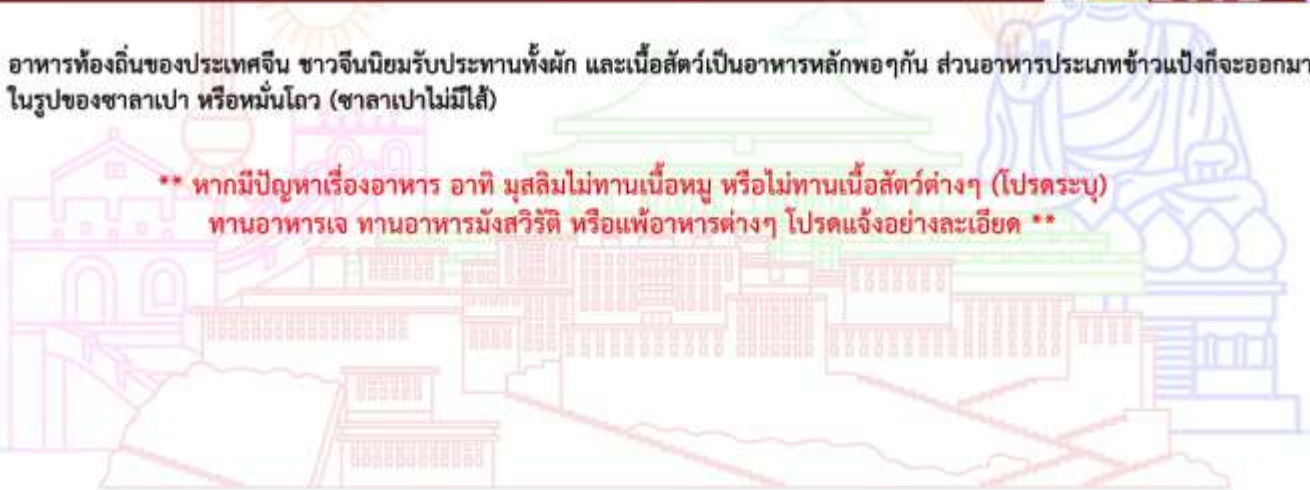 อาหารท้องถิ่นของประเทศจีน ชาวจีนนิยมรับประทานทั้งผัก และเนื้อสัตว์เป็นอาหารหลักพอๆกัน ส่วนอาหารประเภทข้าวแป้งก็จะออกมา
ในรูปของซาลาเปา หรือหมั่นโถว (ซาลาเปาไม่มีไส้)
** หากมีปัญหาเรื่องอาหาร อาทิ มุสลิมไม่ทานเนื้อหมู หรือไม่ทานเนื้อสัตว์ต่างๆ (โปรดระบุ)
ทานอาหารเจ ทานอาหารมังสวิรัติ หรือแพ้อาหารต่างๆ โปรดแจ้งอย่างละเอียด **